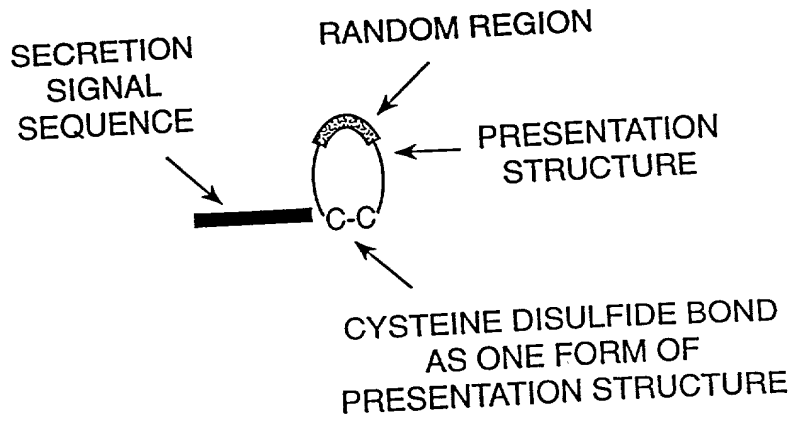 SECRETION
SIGNAL
SEQUENCE
RANDOM REGION
PRESENTATION
STRUCTURE
C-C
CYSTEINE DISULFIDE BOND
AS ONE FORM OF
PRESENTATION STRUCTURE